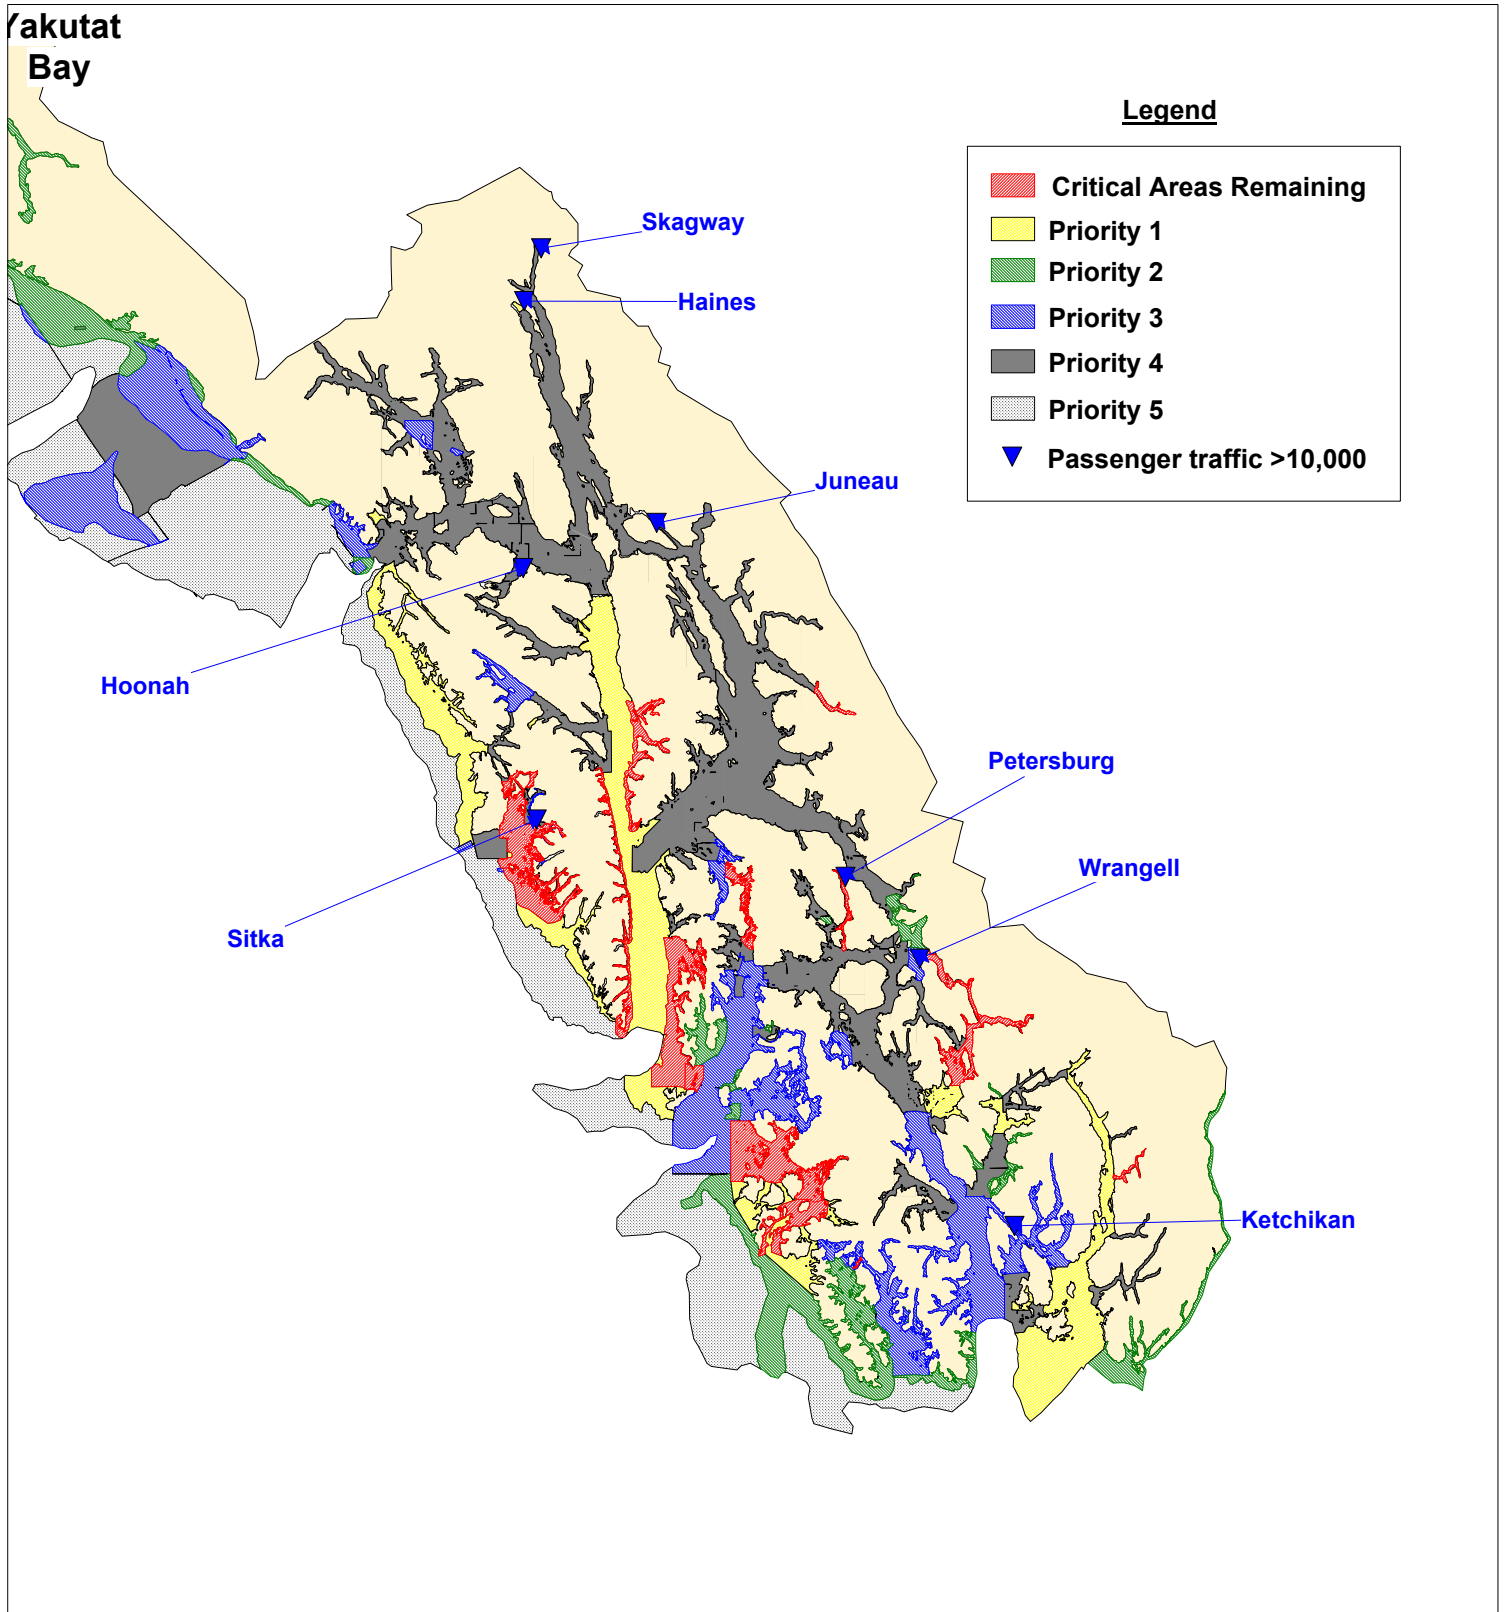 Yakutat
Bay
Legend
Critical Areas Remaining
Priority 1
Priority 2
Priority 3
Priority 4
Priority 5
Passenger traffic >10,000
Skagway
Haines
Juneau
Hoonah
Petersburg
Wrangell
Sitka
Ketchikan